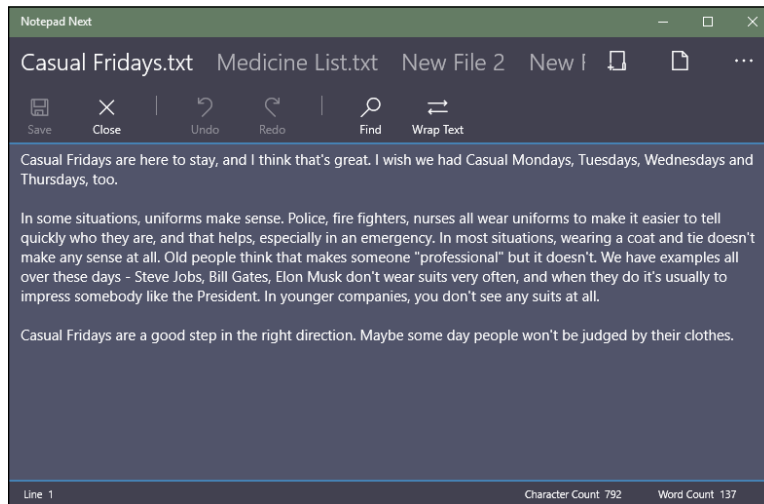 Notepad Next
Casual Fridays.txt Medicine List.txt New File 2 New
Save Close Undo Redo Find Wrap Text
Casual Fridays are here to stay, and I think that's great. I wish we had Casual Mondays, Tuesdays, Wednesdays and
Thursdays, too.
In some situations, uniforms make sense. Police, fire fighters, nurses all wear uniforms to make it easier to tell
quickly who they are, and that helps, especially in an emergency. In most situations, wearing a coat and tie doesn't
make any sense at all. Old people think that makes someone "professional" but it doesn't. We have examples all
over these days - Steve Jobs, Bill Gates, Elon Musk don't wear suits very often, and when they do it's usually to
impress somebody like the President. In younger companies, you don't see any suits at all.
Casual Fridays are a good step in the right direction. Maybe some day people won't be judged by their clothes.
Line 1 Character Count 792 Word Count 137